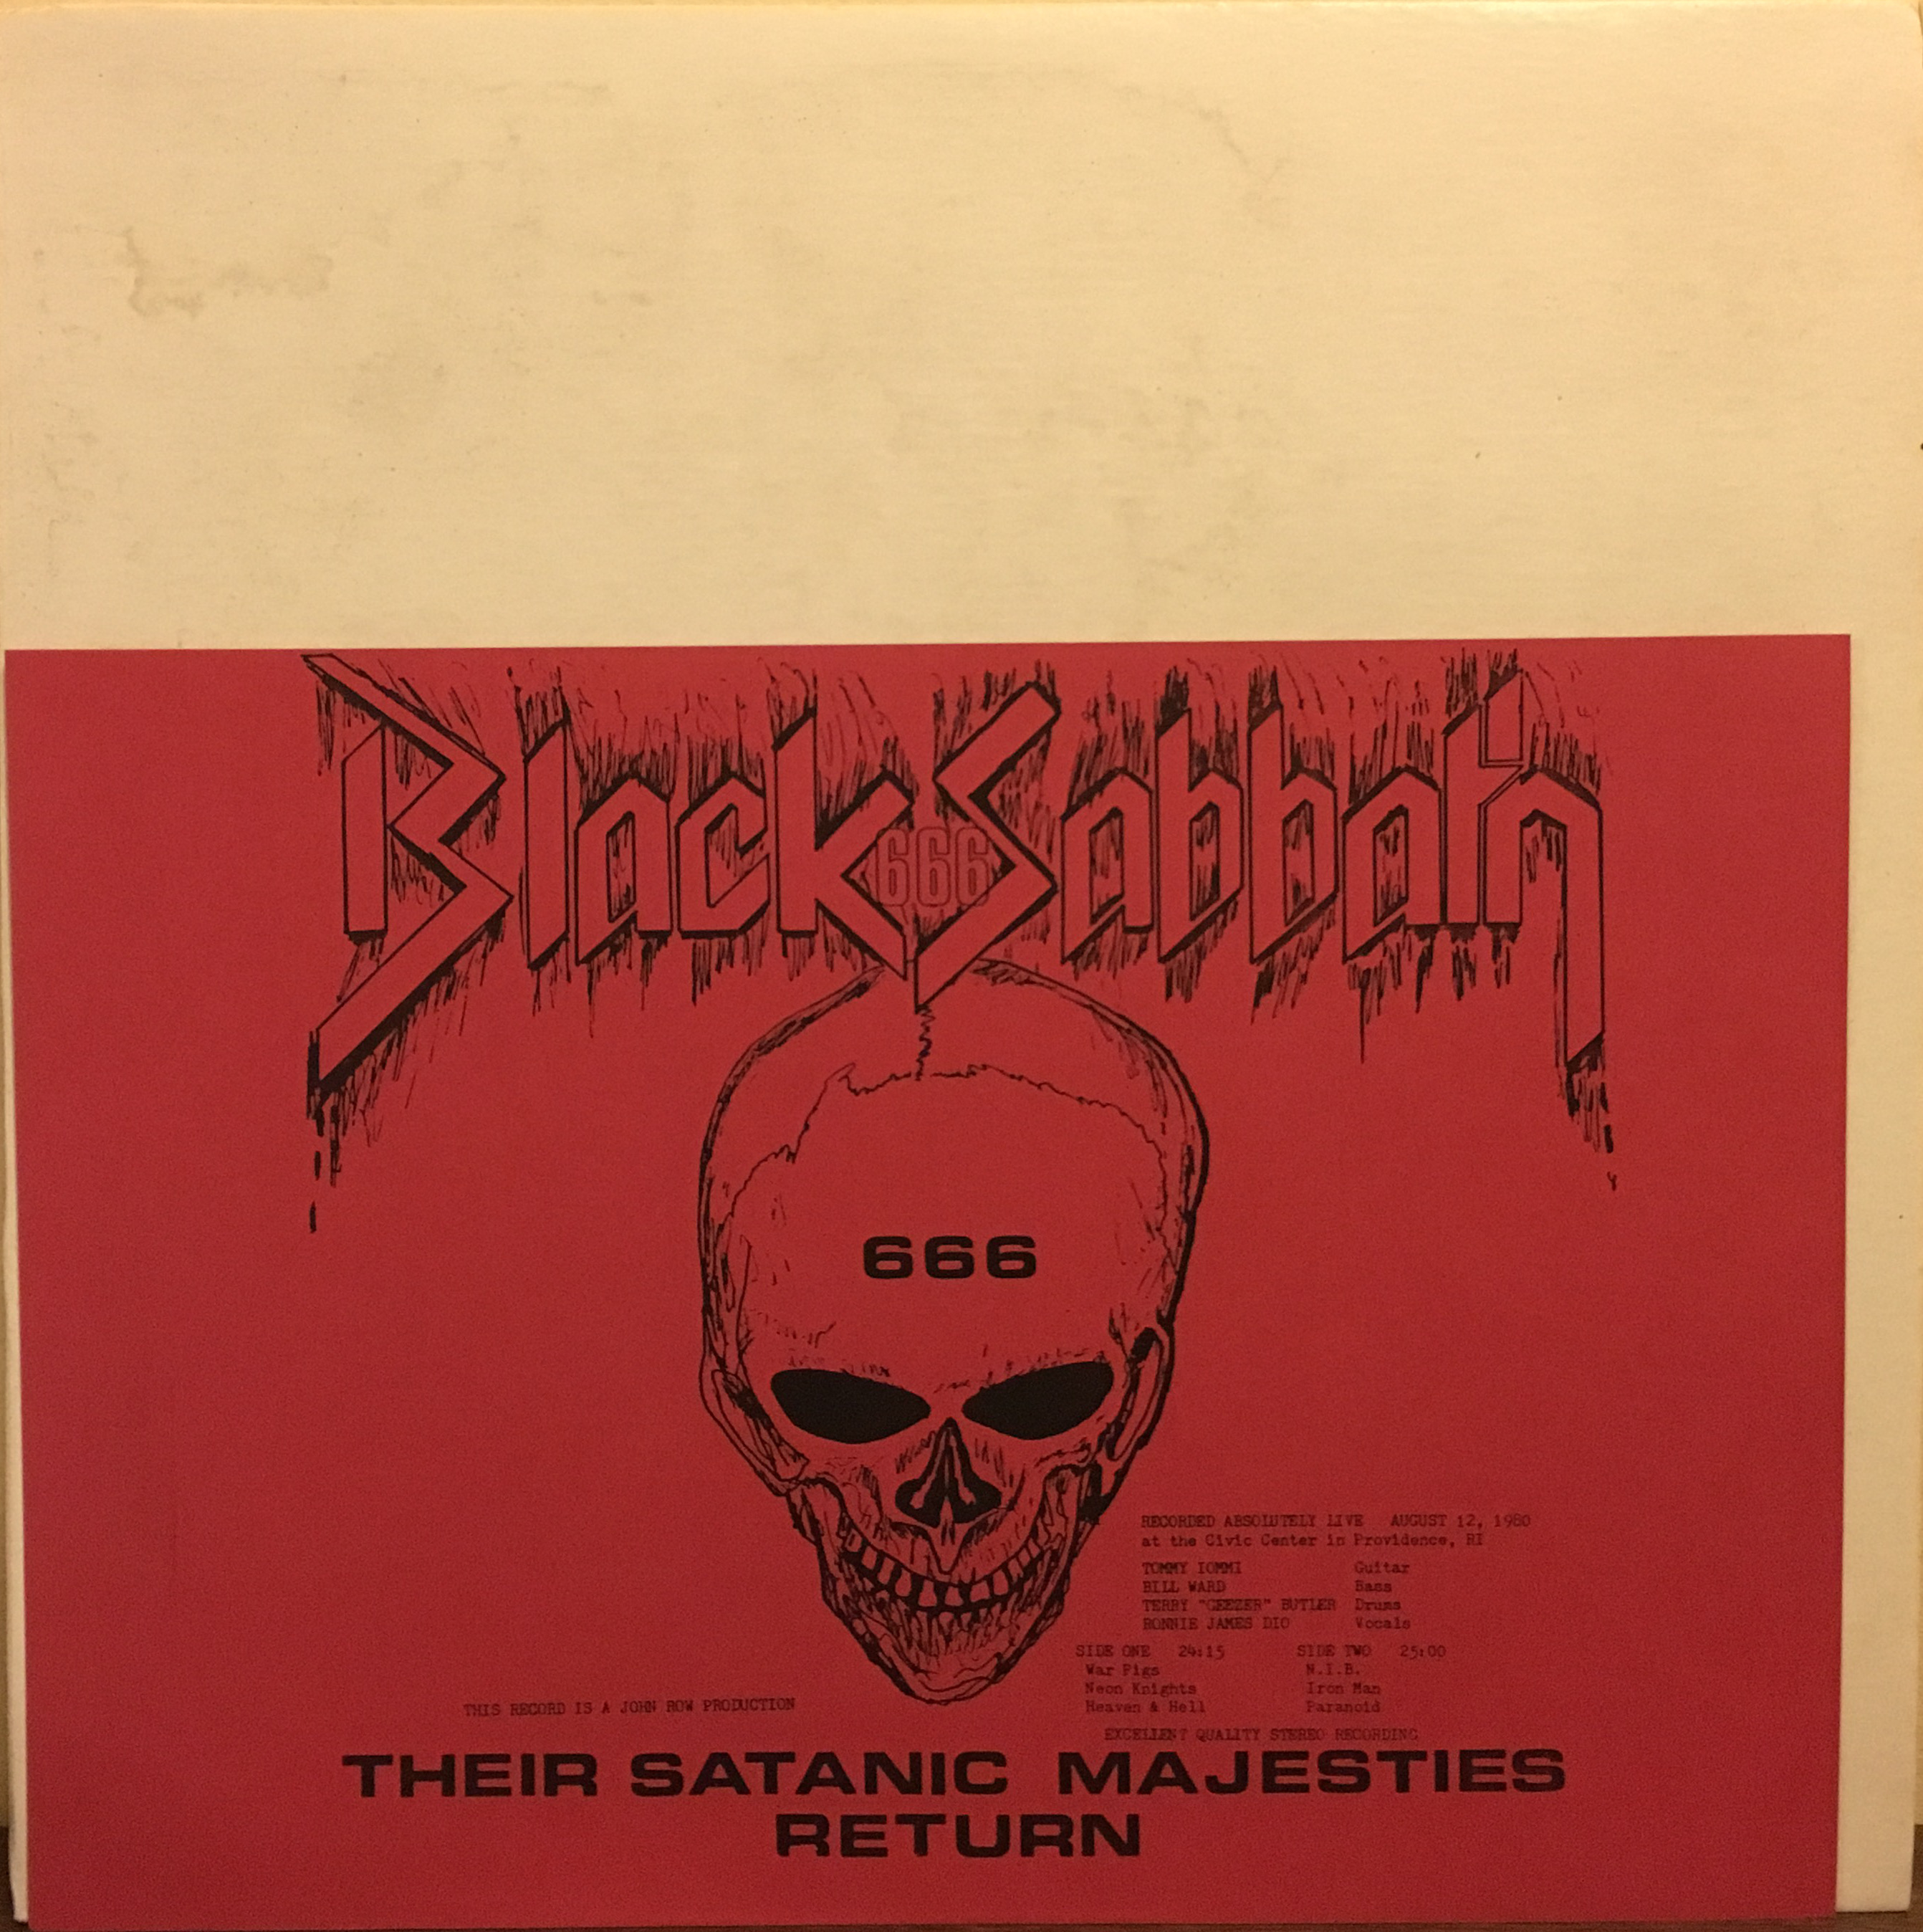 Black Sabbath
666
666
RECORDED ABSOLUTELY LIVE AUGUST 12, 1980
at the Civic Center in Providence, RI
TOMMY IOMMI Guitar
BILL WARD Bass
TERRY "GEEZER" BUTLER Drums
RONNIE JAMES DIO Vocals
SIDE ONE 24:15 SIDE TWO 25:00
War Pigs N.I.B.
Neon Knights Iron Man
Heaven & Hell Paranoid
THIS RECORD IS A JOHN ROW PRODUCTION
EXCELLENT QUALITY STEREO RECORDING
THEIR SATANIC MAJESTIES
RETURN